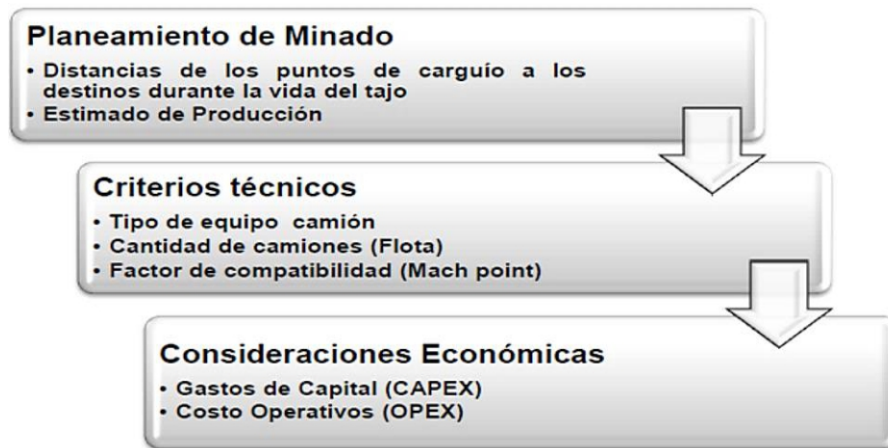 Planeamiento de Minado
• Distancias de los puntos de carguío a los
destinos durante la vida del tajo
• Estimado de Producción
Criterios técnicos
• Tipo de equipo camión
• Cantidad de camiones (Flota)
• Factor de compatibilidad (Mach point)
Consideraciones Económicas
• Gastos de Capital (CAPEX)
• Costo Operativos (OPEX)